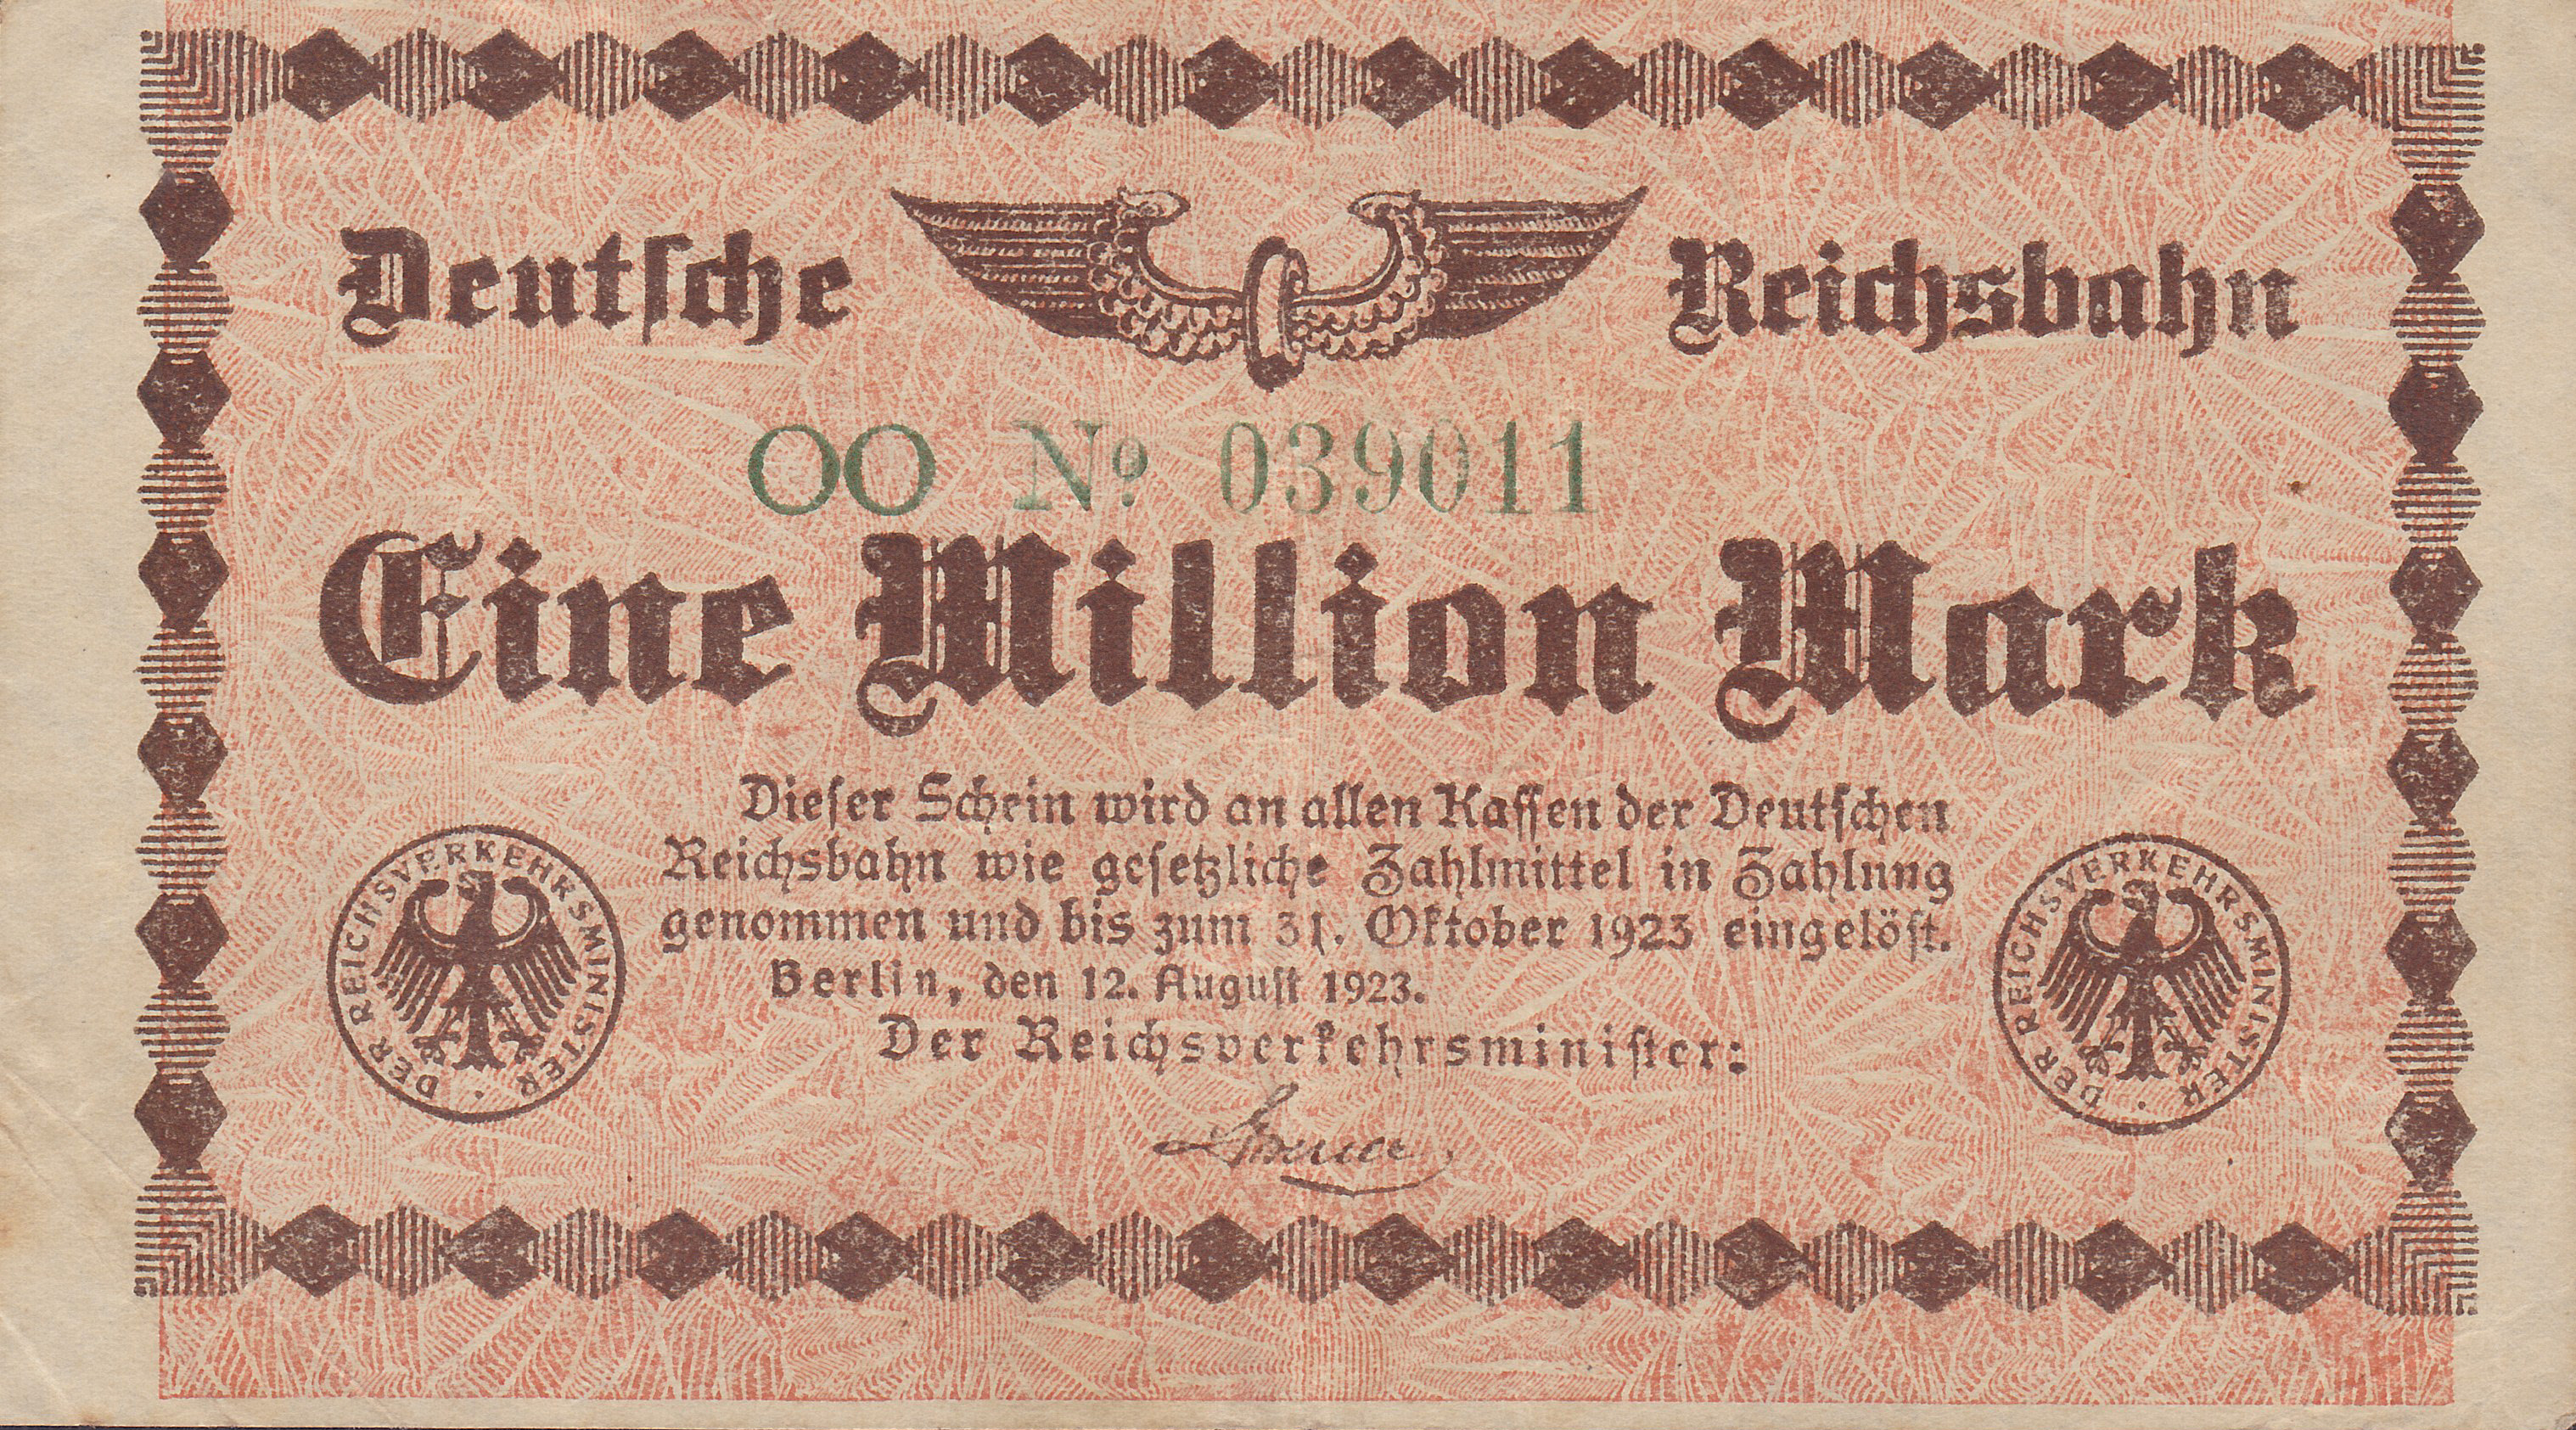 Deutsche Reichsbahn
OO No 039011
Eine Million Mark
Dieser Schein wird an allen Kassen der Deutschen
Reichsbahn wie gesetzliche Zahlmittel in Zahlung
genommen und bis zum 31. Oktober 1923 eingelöst.
Berlin, den 12. August 1923.
Der Reichsverkehrsminister:
DER REICHSVERKEHRSMINISTER
DER REICHSVERKEHRSMINISTER